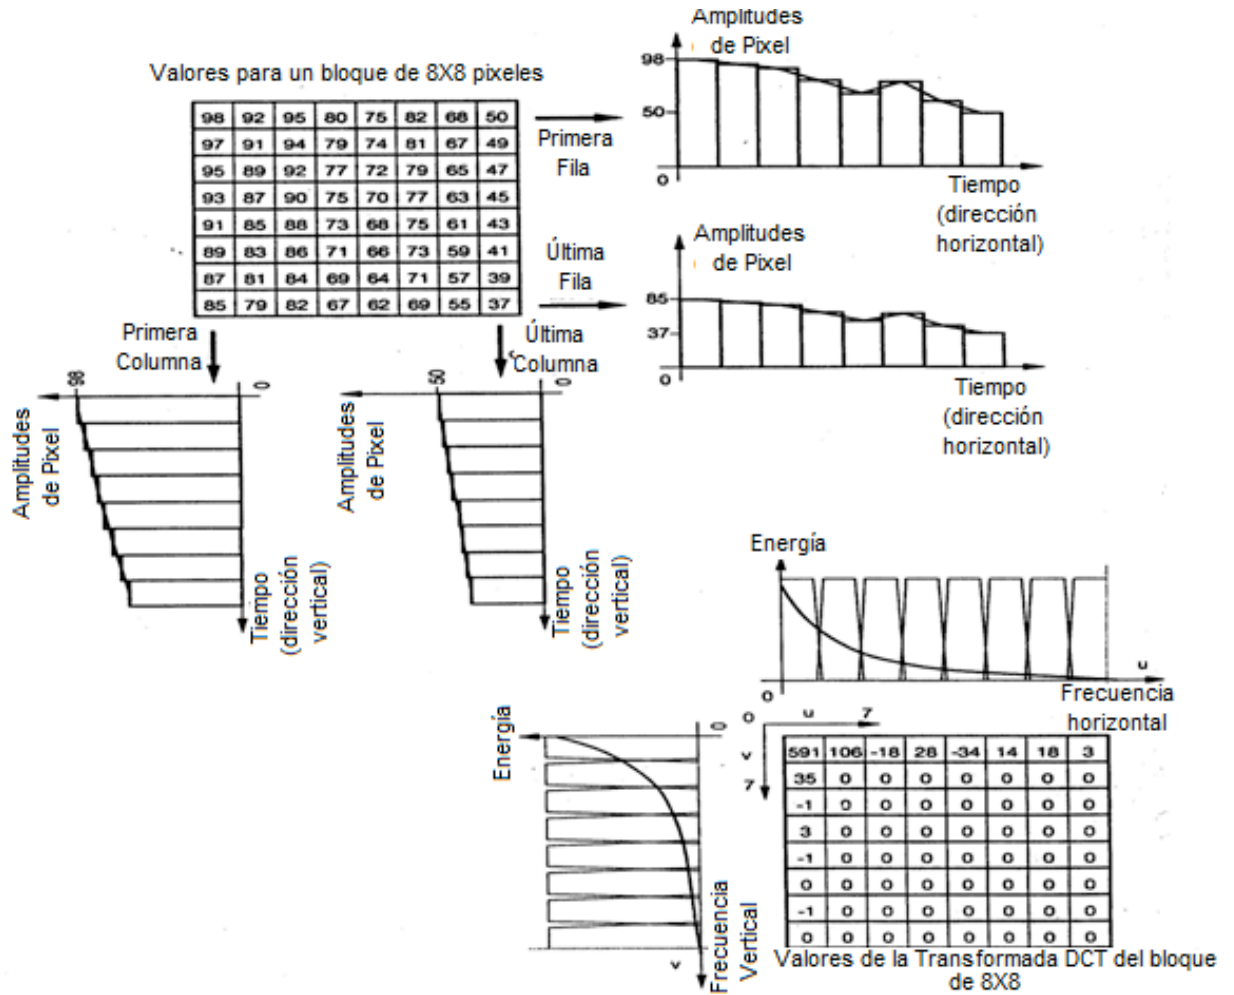 Amplitudes
de Pixel
98
50
0
Tiempo
(dirección
horizontal)
Valores para un bloque de 8X8 pixeles
98 92 95 80 75 82 68 50
97 91 94 79 74 81 67 49
95 89 92 77 72 79 65 47
93 87 90 75 70 77 63 45
91 85 88 73 68 75 61 43
89 83 86 71 66 73 59 41
87 81 84 69 64 71 57 39
85 79 82 67 62 69 55 37
Primera
Fila
Última
Fila
Amplitudes
de Pixel
85
37
0
Tiempo
(dirección
horizontal)
Primera
Columna
Última
Columna
98
0
Amplitudes
de Pixel
Tiempo
(dirección
vertical)
50
0
Amplitudes
de Pixel
Tiempo
(dirección
vertical)
Energía
0
u
Frecuencia
horizontal
Energía
0
v
Frecuencia
Vertical
0 u 7
v
7
591 106 -18 28 -34 14 18 3
35 0 0 0 0 0 0 0
-1 0 0 0 0 0 0 0
3 0 0 0 0 0 0 0
-1 0 0 0 0 0 0 0
0 0 0 0 0 0 0 0
-1 0 0 0 0 0 0 0
0 0 0 0 0 0 0 0
Valores de la Transformada DCT del bloque
de 8X8